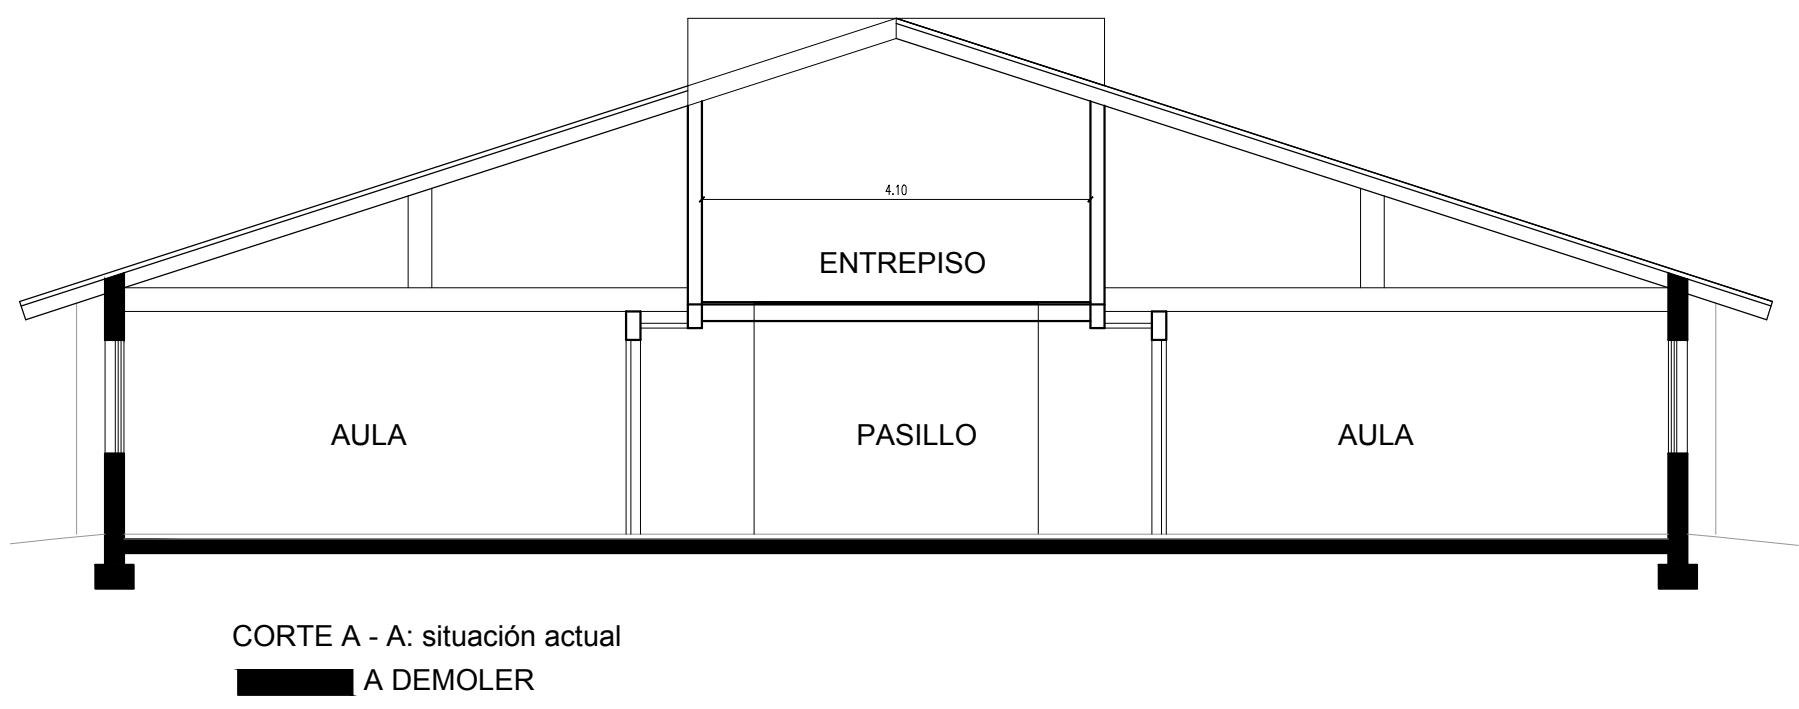 4.10
ENTREPISO
AULA
PASILLO
AULA
CORTE A - A: situación actual
A DEMOLER